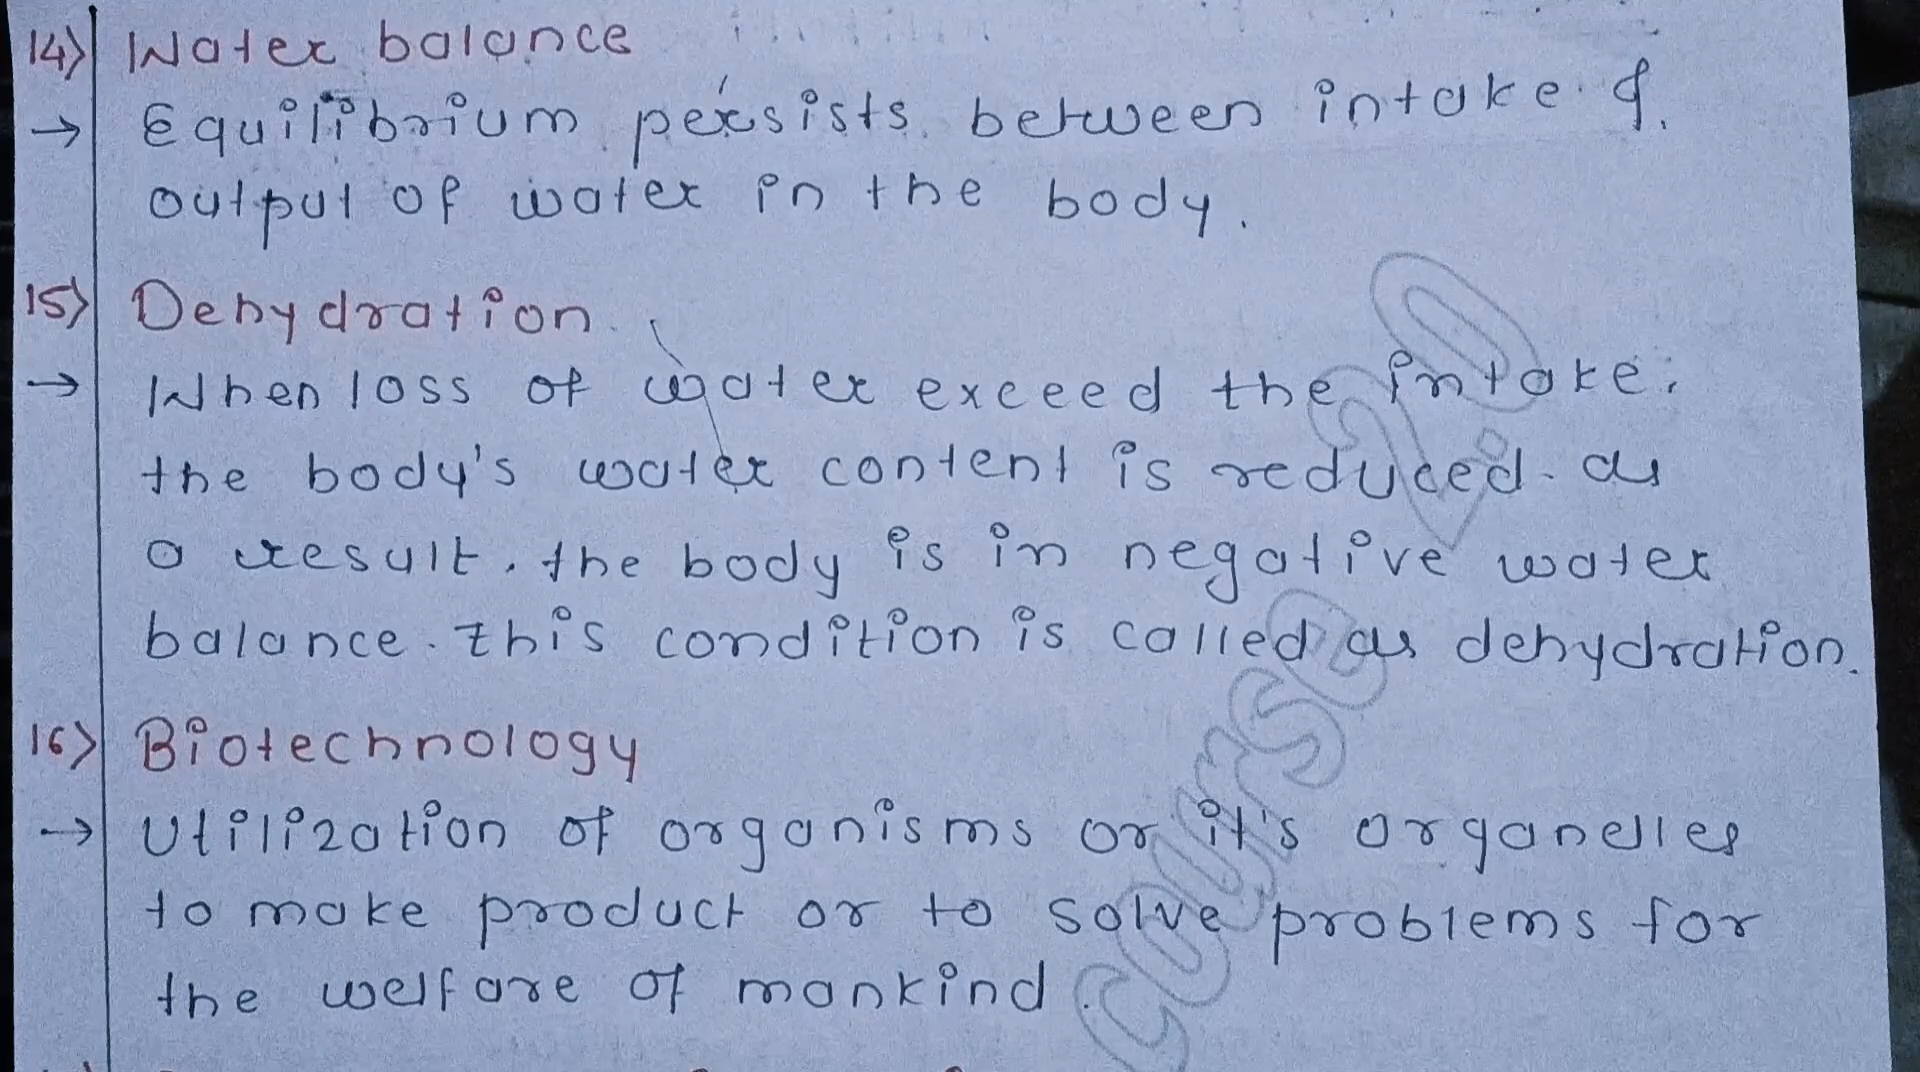 14) Water balance
→ Equilibrium persists between intake &
output of water in the body.
15) Dehydration
→ When loss of water exceed the intake.
the body's water content is reduced. as
a result. the body is in negative water
balance. this condition is called as dehydration.
16) Biotechnology
→ Utilization of organisms or it's organelles
to make product or to solve problems for
the welfare of mankind.